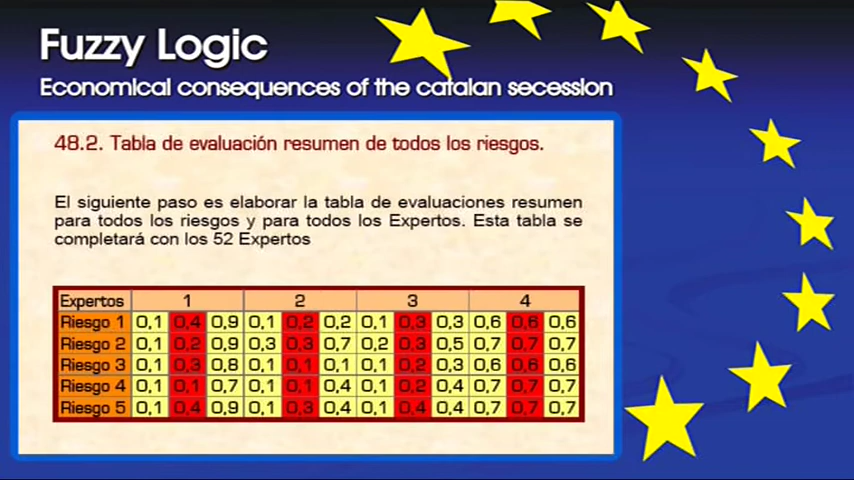 Fuzzy Logic
Economical consequences of the catalan secession
48.2. Tabla de evaluación resumen de todos los riesgos.
El siguiente paso es elaborar la tabla de evaluaciones resumen
para todos los riesgos y para todos los Expertos. Esta tabla se
completará con los 52 Expertos
Expertos 1 2 3 4
Riesgo 1 0,1 0,4 0,9 0,1 0,2 0,2 0,1 0,3 0,3 0,6 0,6 0,6
Riesgo 2 0,1 0,2 0,9 0,3 0,3 0,7 0,2 0,3 0,5 0,7 0,7 0,7
Riesgo 3 0,1 0,3 0,8 0,1 0,1 0,1 0,1 0,2 0,3 0,6 0,6 0,6
Riesgo 4 0,1 0,1 0,7 0,1 0,1 0,4 0,1 0,2 0,4 0,7 0,7 0,7
Riesgo 5 0,1 0,4 0,9 0,1 0,3 0,4 0,1 0,4 0,4 0,7 0,7 0,7